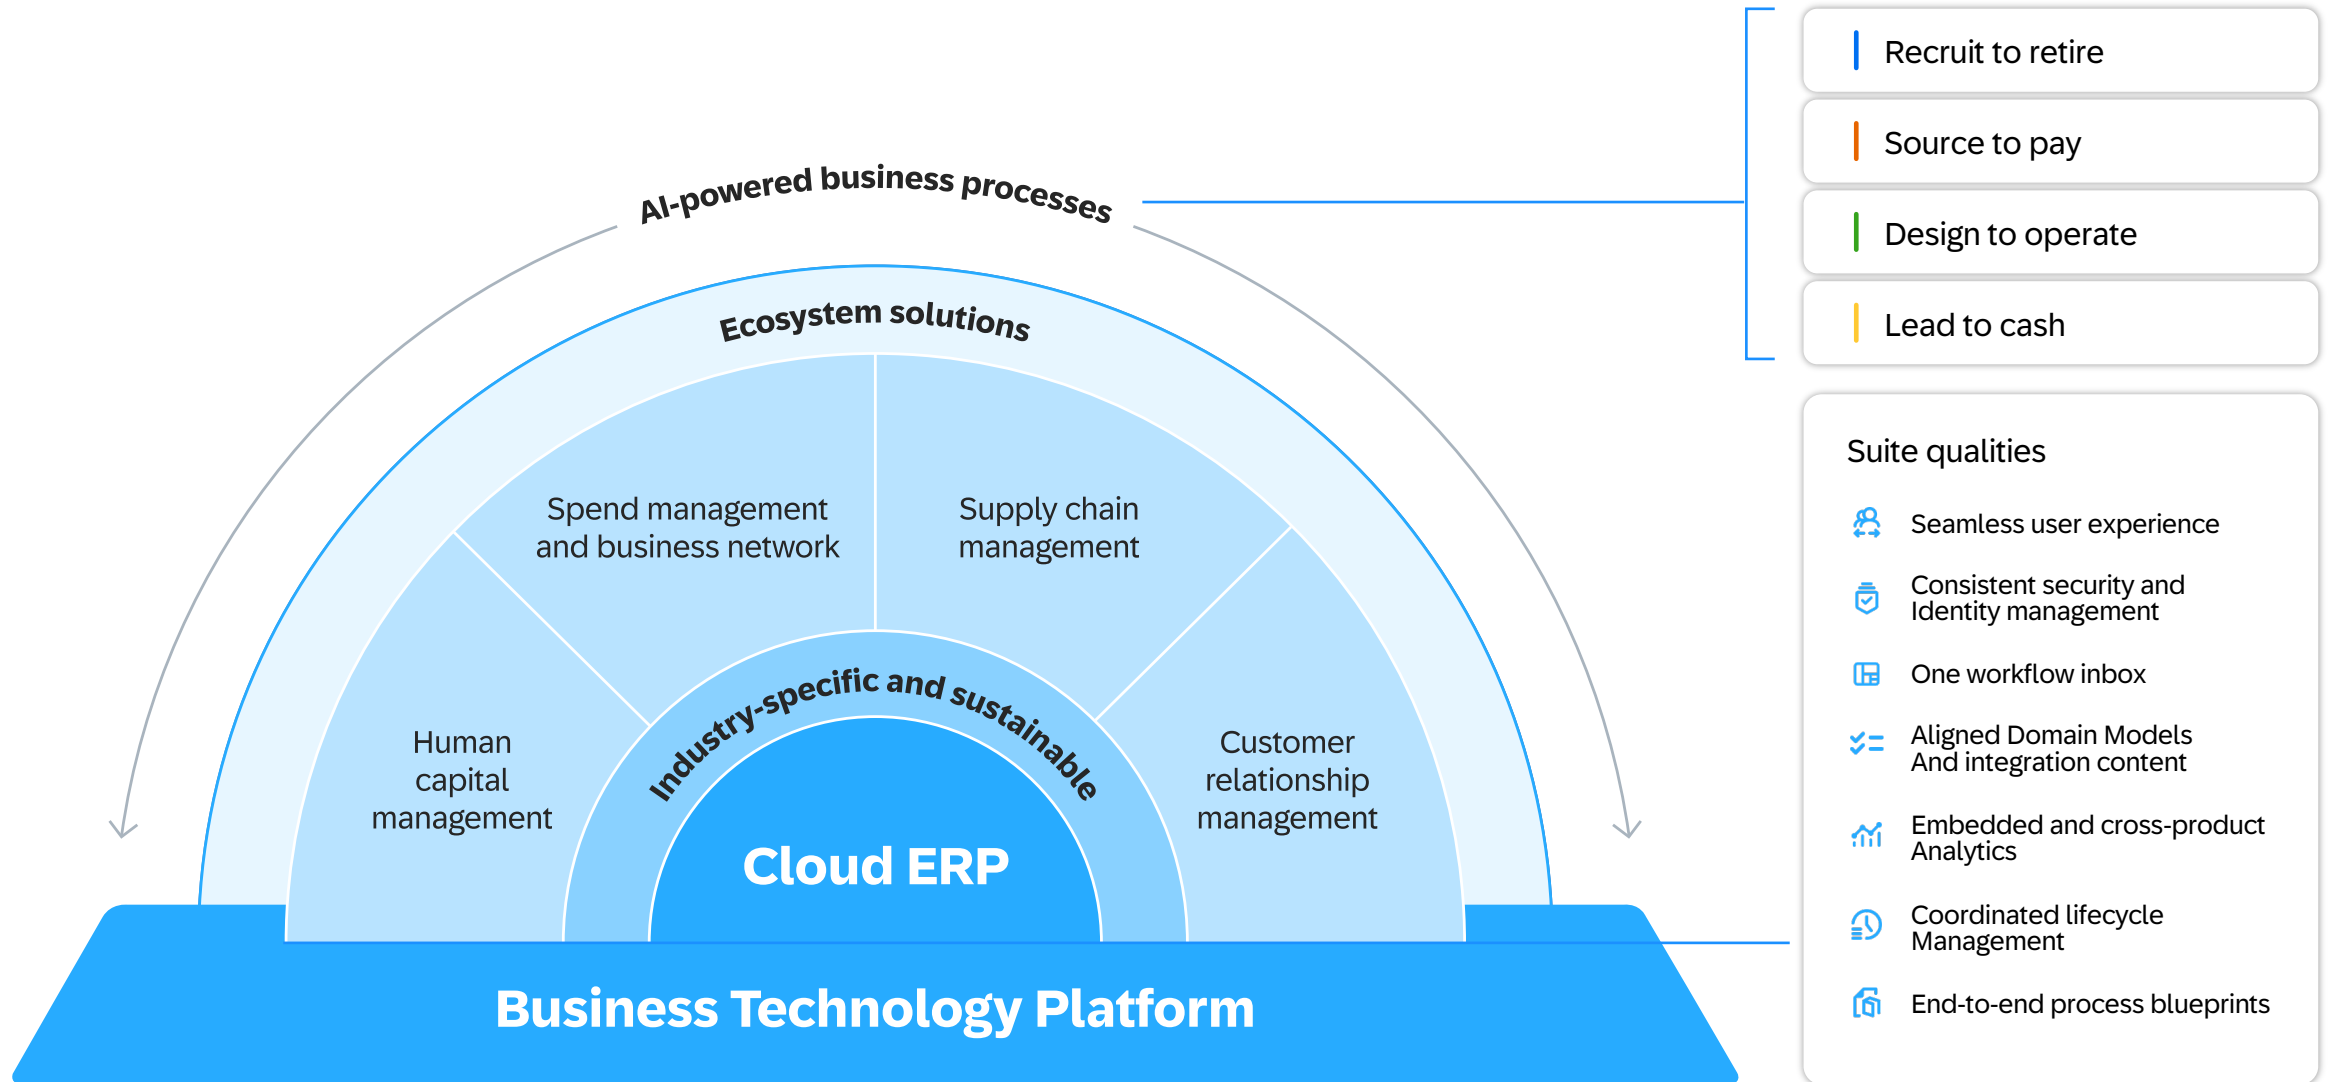 AI-powered business processes
Ecosystem solutions
Spend management
and business network
Supply chain
management
Human
capital
management
Industry-specific and sustainable
Customer
relationship
management
Cloud ERP
Business Technology Platform
Recruit to retire
Source to pay
Design to operate
Lead to cash
Suite qualities
Seamless user experience
Consistent security and
Identity management
One workflow inbox
Aligned Domain Models
And integration content
Embedded and cross-product
Analytics
Coordinated lifecycle
Management
End-to-end process blueprints